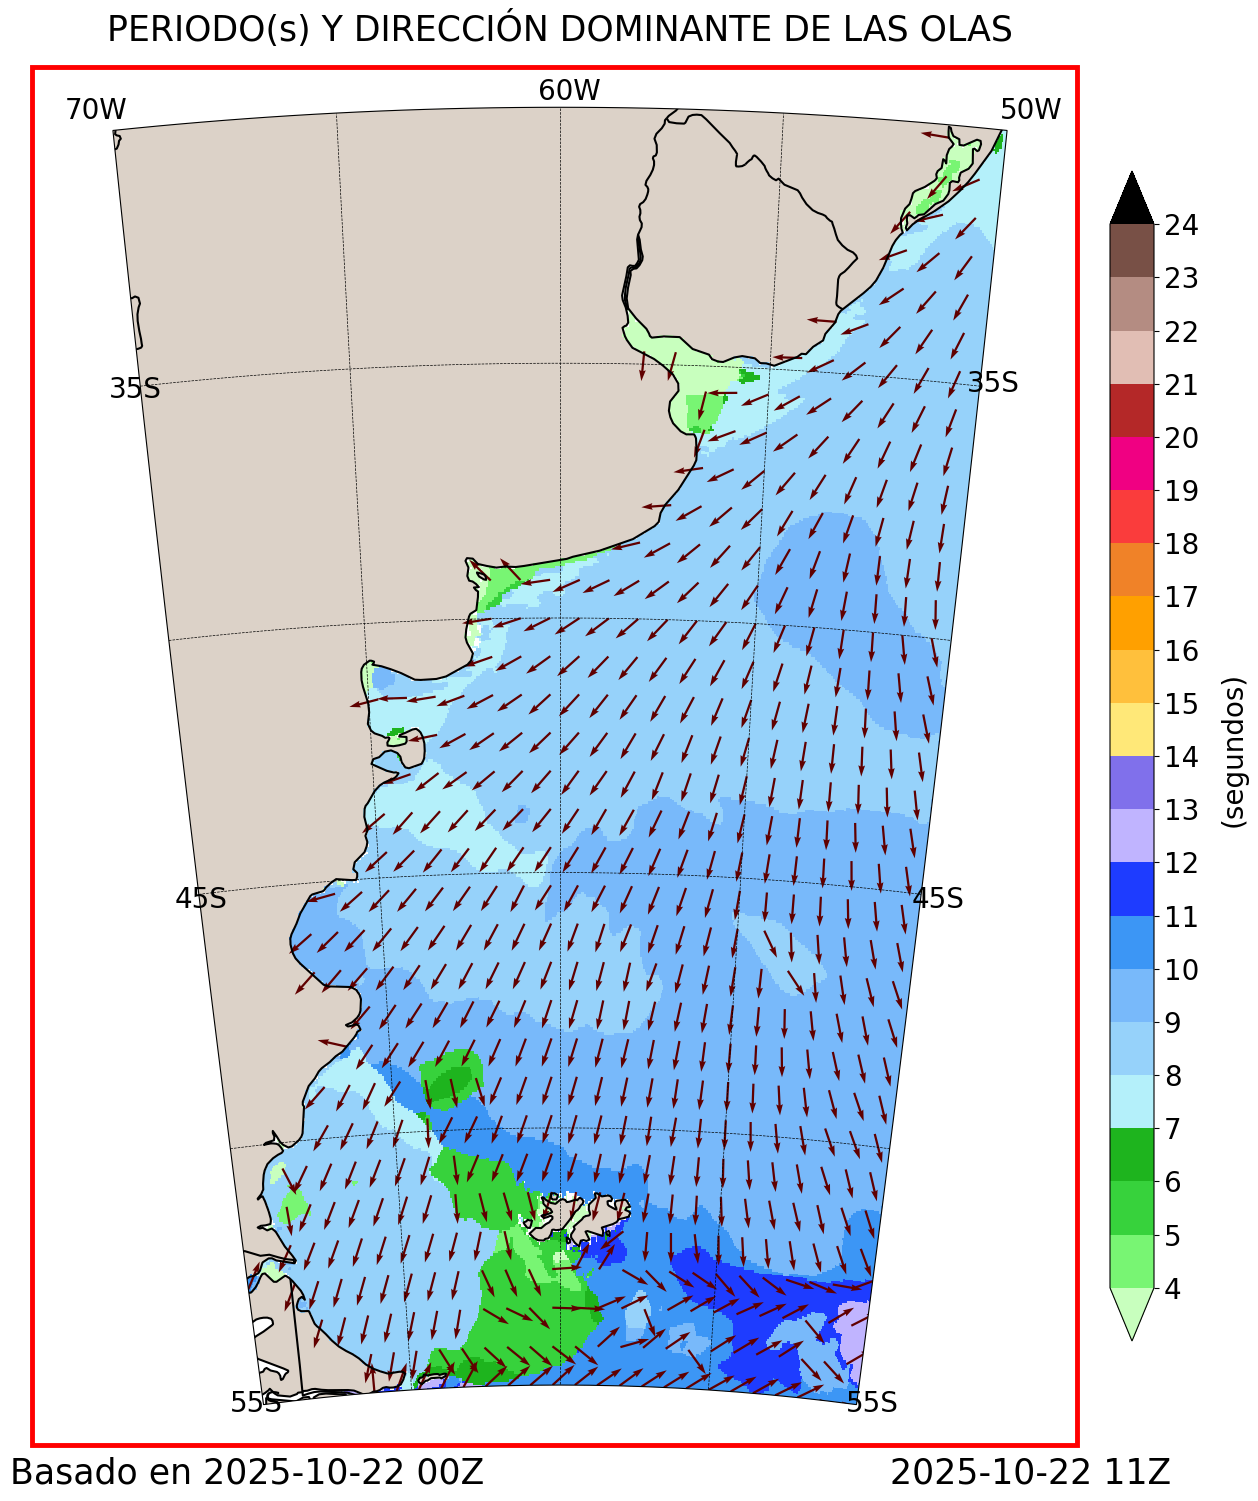 PERIODO(s) Y DIRECCIÓN DOMINANTE DE LAS OLAS
70W
60W
50W
35S
35S
45S
45S
55S
55S
24
23
22
21
20
19
18
17
16
15
14
13
12
11
10
9
8
7
6
5
4
(segundos)
Basado en 2025-10-22 00Z
2025-10-22 11Z